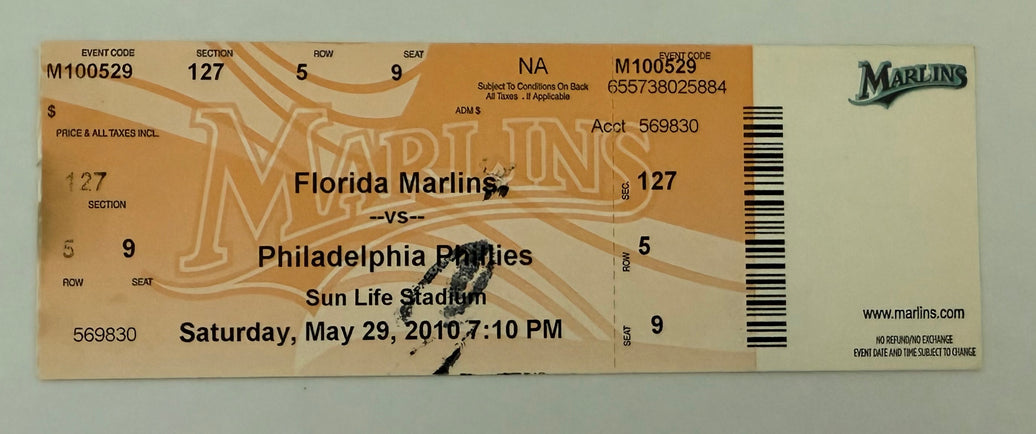 EVENT CODE SECTION ROW SEAT
M100529 127 5 9
$
PRICE & ALL TAXES INCL.
127
SECTION
5 9
ROW SEAT
569830
NA
Subject To Conditions On Back
All Taxes . If Applicable
ADM $
MARLINS
Florida Marlins
--vs--
Philadelphia Phillies
Sun Life Stadium
Saturday, May 29, 2010 7:10 PM
EVENT CODE
M100529
655738025884
Acct 569830
SEC. 127
ROW 5
SEAT 9
MARLINS
www.marlins.com
NO REFUND/NO EXCHANGE
EVENT DATE AND TIME SUBJECT TO CHANGE